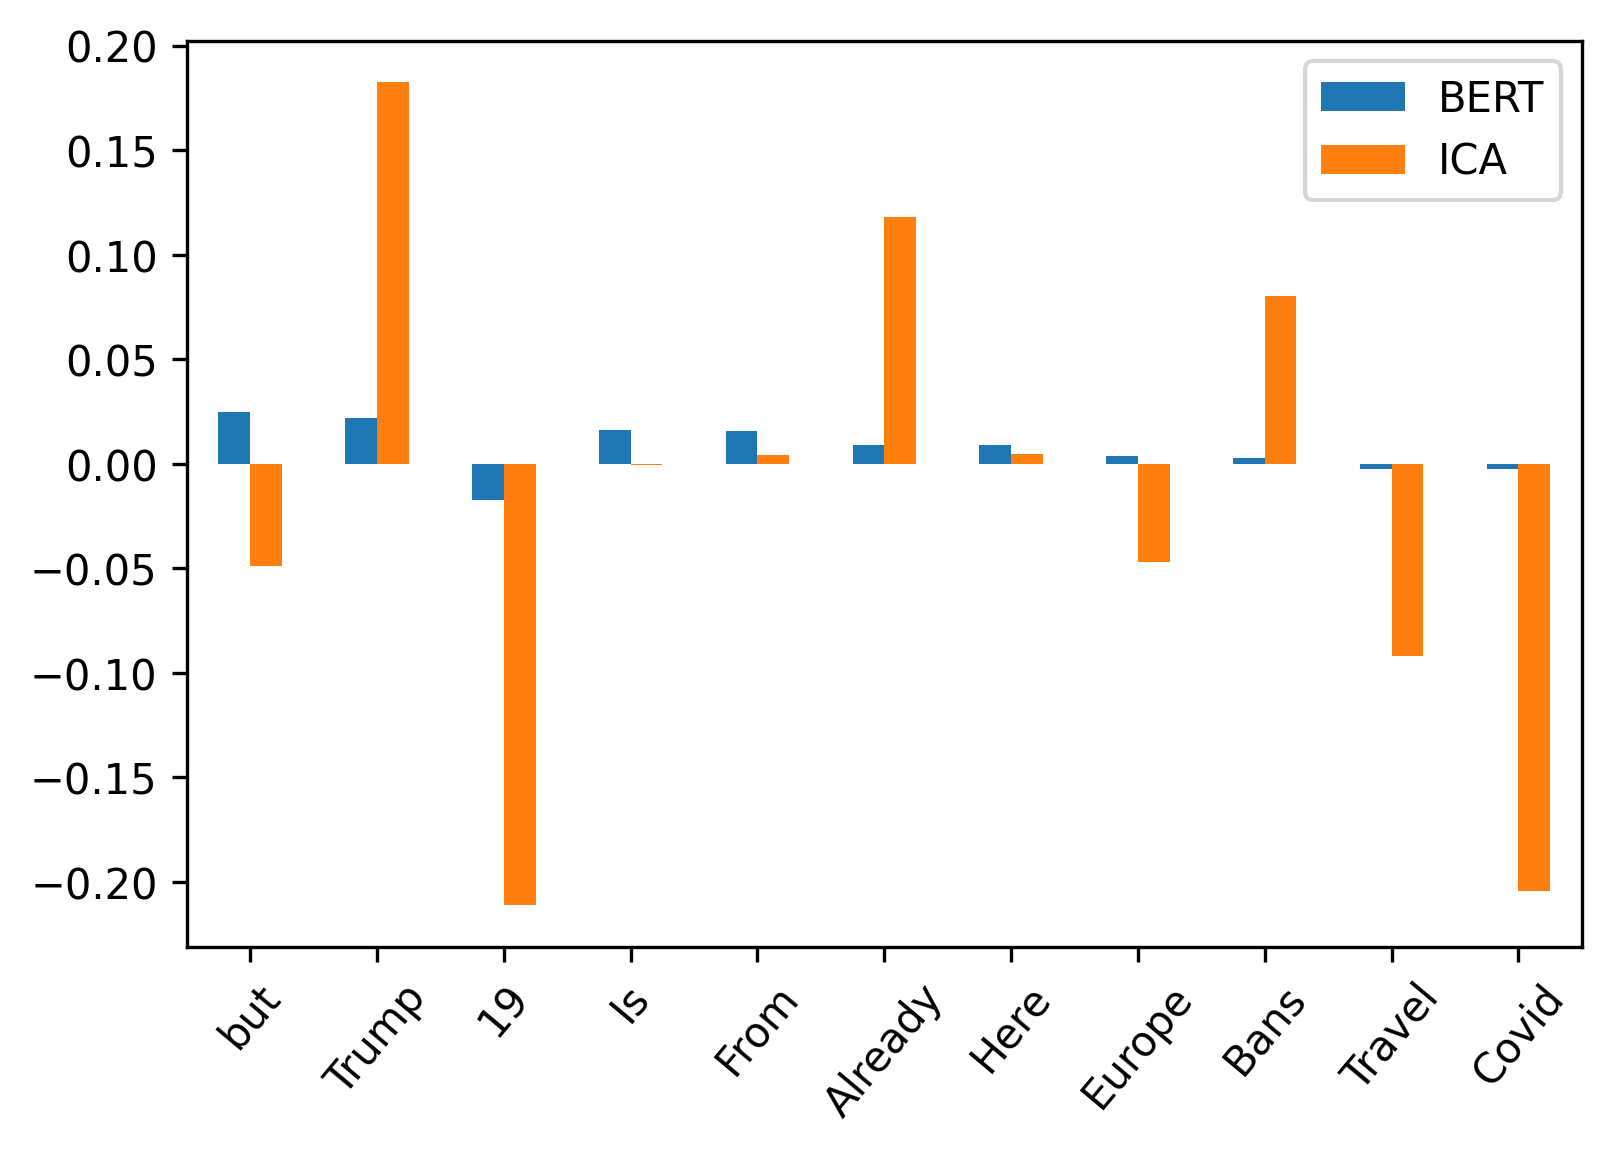 0.20
0.15
0.10
0.05
0.00
−0.05
−0.10
−0.15
−0.20
BERT
ICA
but
Trump
19
Is
From
Already
Here
Europe
Bans
Travel
Covid